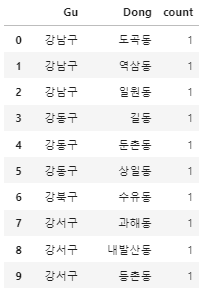 Gu Dong count
0 강남구 도곡동 1
1 강남구 역삼동 1
2 강남구 일원동 1
3 강동구 길동 1
4 강동구 둔촌동 1
5 강동구 상일동 1
6 강북구 수유동 1
7 강서구 과해동 1
8 강서구 내발산동 1
9 강서구 등촌동 1